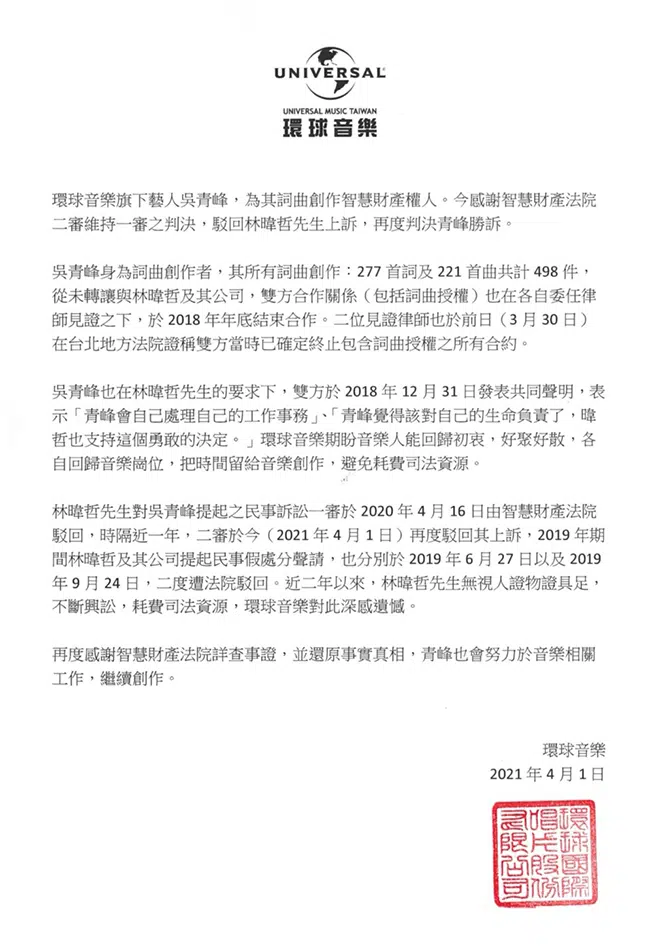 UNIVERSAL
UNIVERSAL MUSIC TAIWAN
環球音樂
環球音樂旗下藝人吳青峰，為其詞曲創作智慧財產權人。今感謝智慧財產法院
二審維持一審之判決，駁回林暐哲先生上訴，再度判決青峰勝訴。
吳青峰身為詞曲創作者，其所有詞曲創作：277 首詞及 221 首曲共計 498 件，
從未轉讓與林暐哲及其公司，雙方合作關係（包括詞曲授權）也在各自委任律
師見證之下，於 2018 年年底結束合作。二位見證律師也於前日（3 月 30 日）
在台北地方法院證稱雙方當時已確定終止包含詞曲授權之所有合約。
吳青峰也在林暐哲先生的要求下，雙方於 2018 年 12 月 31 日發表共同聲明，表
示「青峰會自己處理自己的工作事務」、「青峰覺得該對自己的生命負責了，暐
哲也支持這個勇敢的決定。」環球音樂期盼音樂人能回歸初衷，好聚好散，各
自回歸音樂崗位，把時間留給音樂創作，避免耗費司法資源。
林暐哲先生對吳青峰提起之民事訴訟一審於 2020 年 4 月 16 日由智慧財產法院
駁回，時隔近一年，二審於今（2021 年 4 月 1 日）再度駁回其上訴，2019 年期
間林暐哲及其公司提起民事假處分聲請，也分別於 2019 年 6 月 27 日以及 2019
年 9 月 24 日，二度遭法院駁回。近二年以來，林暐哲先生無視人證物證具足，
不斷興訟，耗費司法資源，環球音樂對此深感遺憾。
再度感謝智慧財產法院詳查事證，並還原事實真相，青峰也會努力於音樂相關
工作，繼續創作。
環球音樂
2021 年 4 月 1 日
環球國際
唱片股份
有限公司